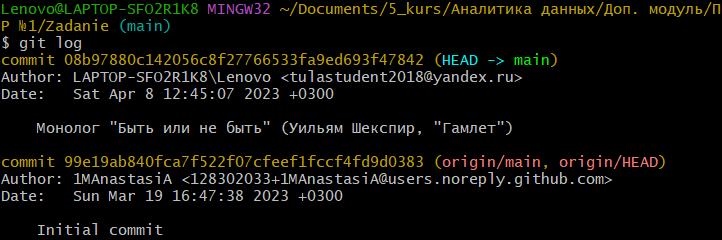 Lenovo@LAPTOP-SFO2R1K8 MINGW32 ~/Documents/5_kurs/Аналитика данных/Доп. модуль/П
Р №1/Zadanie (main)
$ git log
commit 08b97880c142056c8f27766533fa9ed693f47842 (HEAD -> main)
Author: LAPTOP-SFO2R1K8\Lenovo <tulastudent2018@yandex.ru>
Date:   Sat Apr 8 12:45:07 2023 +0300
    Монолог "Быть или не быть" (Уильям Шекспир, "Гамлет")
commit 99e19ab840fca7f522f07cfeef1fccf4fd9d0383 (origin/main, origin/HEAD)
Author: 1MAnastasiA <128302033+1MAnastasiA@users.noreply.github.com>
Date:   Sun Mar 19 16:47:38 2023 +0300
    Initial commit